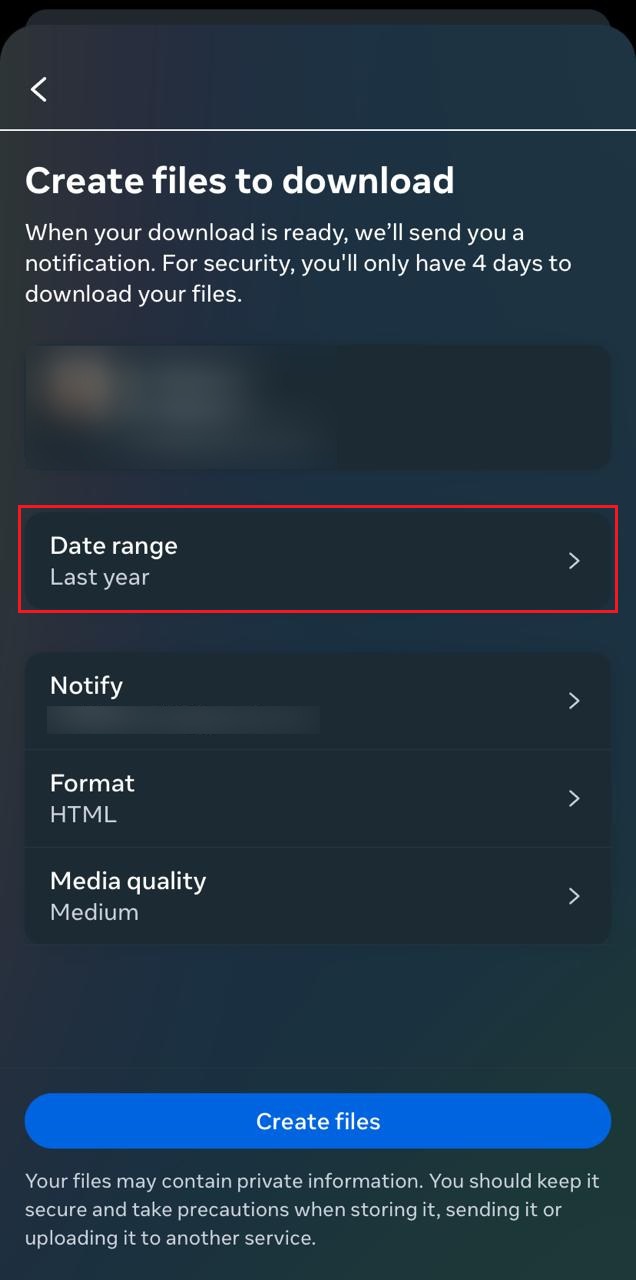 Create files to download
When your download is ready, we’ll send you a
notification. For security, you'll only have 4 days to
download your files.
Date range
Last year
Notify
Format
HTML
Media quality
Medium
Create files
Your files may contain private information. You should keep it
secure and take precautions when storing it, sending it or
uploading it to another service.